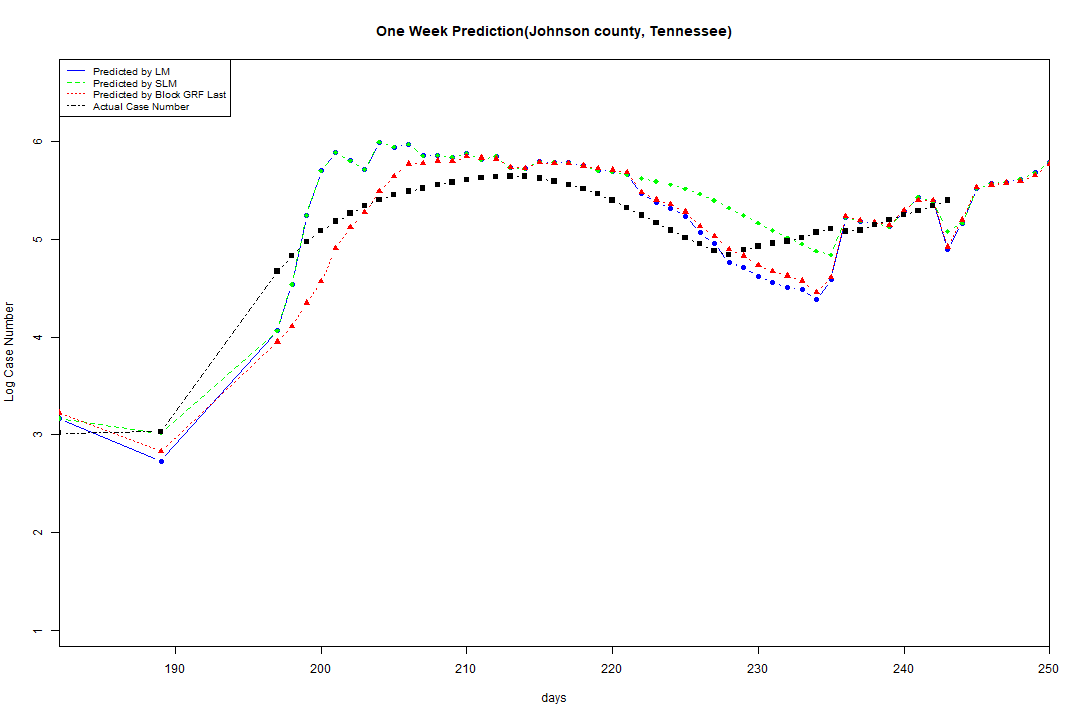 One Week Prediction(Johnson county, Tennessee)
Predicted by LM
Predicted by SLM
Predicted by Block GRF Last
Actual Case Number
6
5
4
3
2
1
Log Case Number
190 200 210 220 230 240 250
days